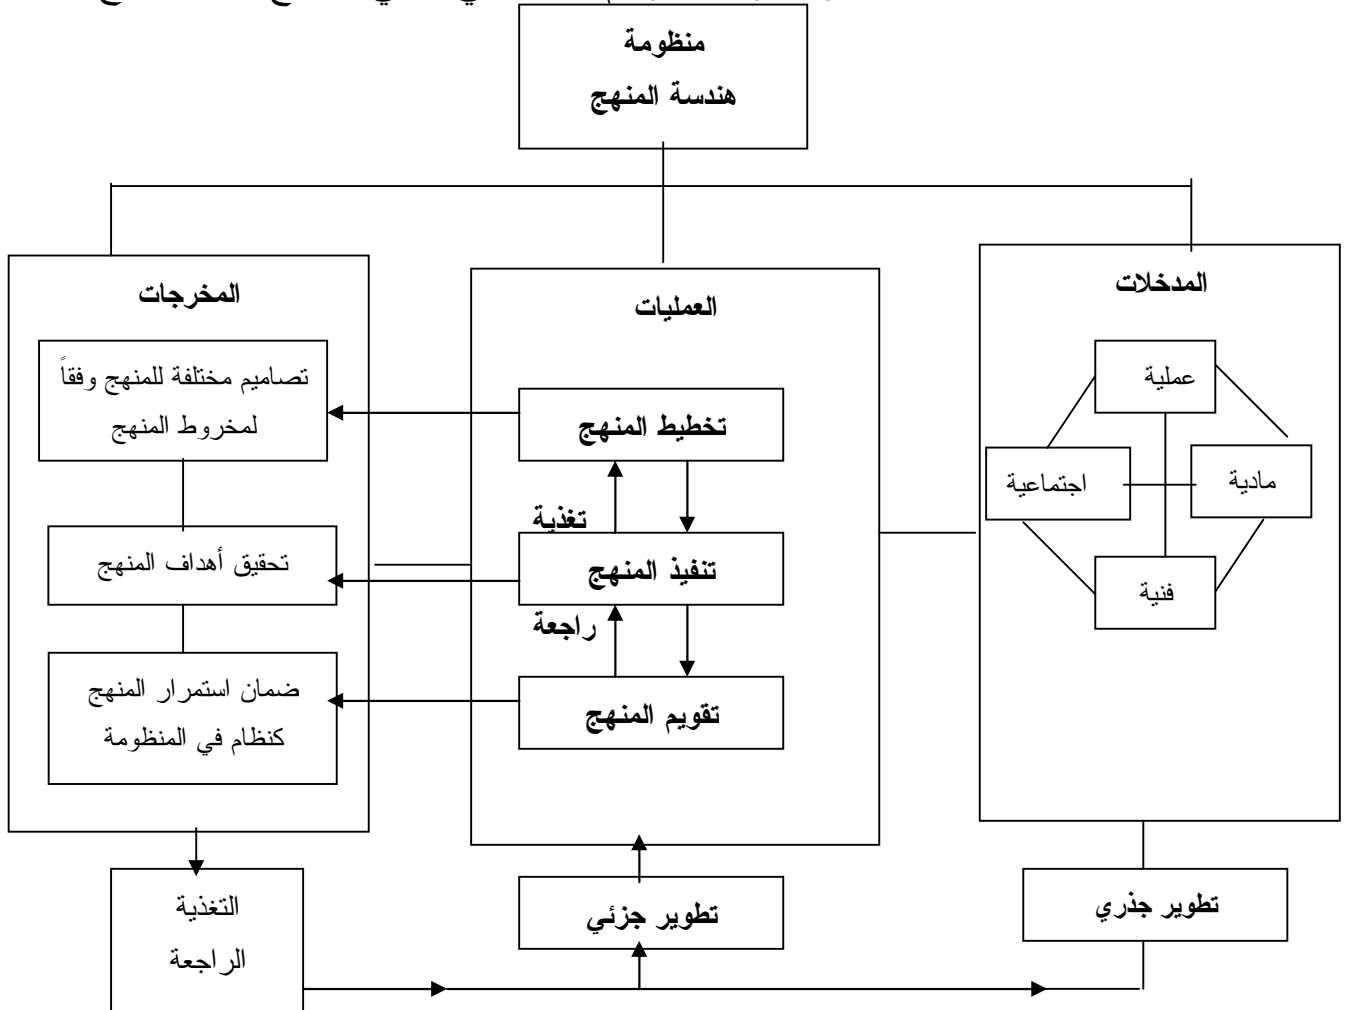 منظومة
هندسة المنهج
المدخلات
عملية
مادية
اجتماعية
فنية
العمليات
تخطيط المنهج
تغذية
تنفيذ المنهج
راجعة
تقويم المنهج
المخرجات
تصاميم مختلفة للمنهج وفقاً
لمخروط المنهج
تحقيق أهداف المنهج
ضمان استمرار المنهج
كنظام في المنظومة
تطوير جذري
تطوير جزئي
التغذية
الراجعة